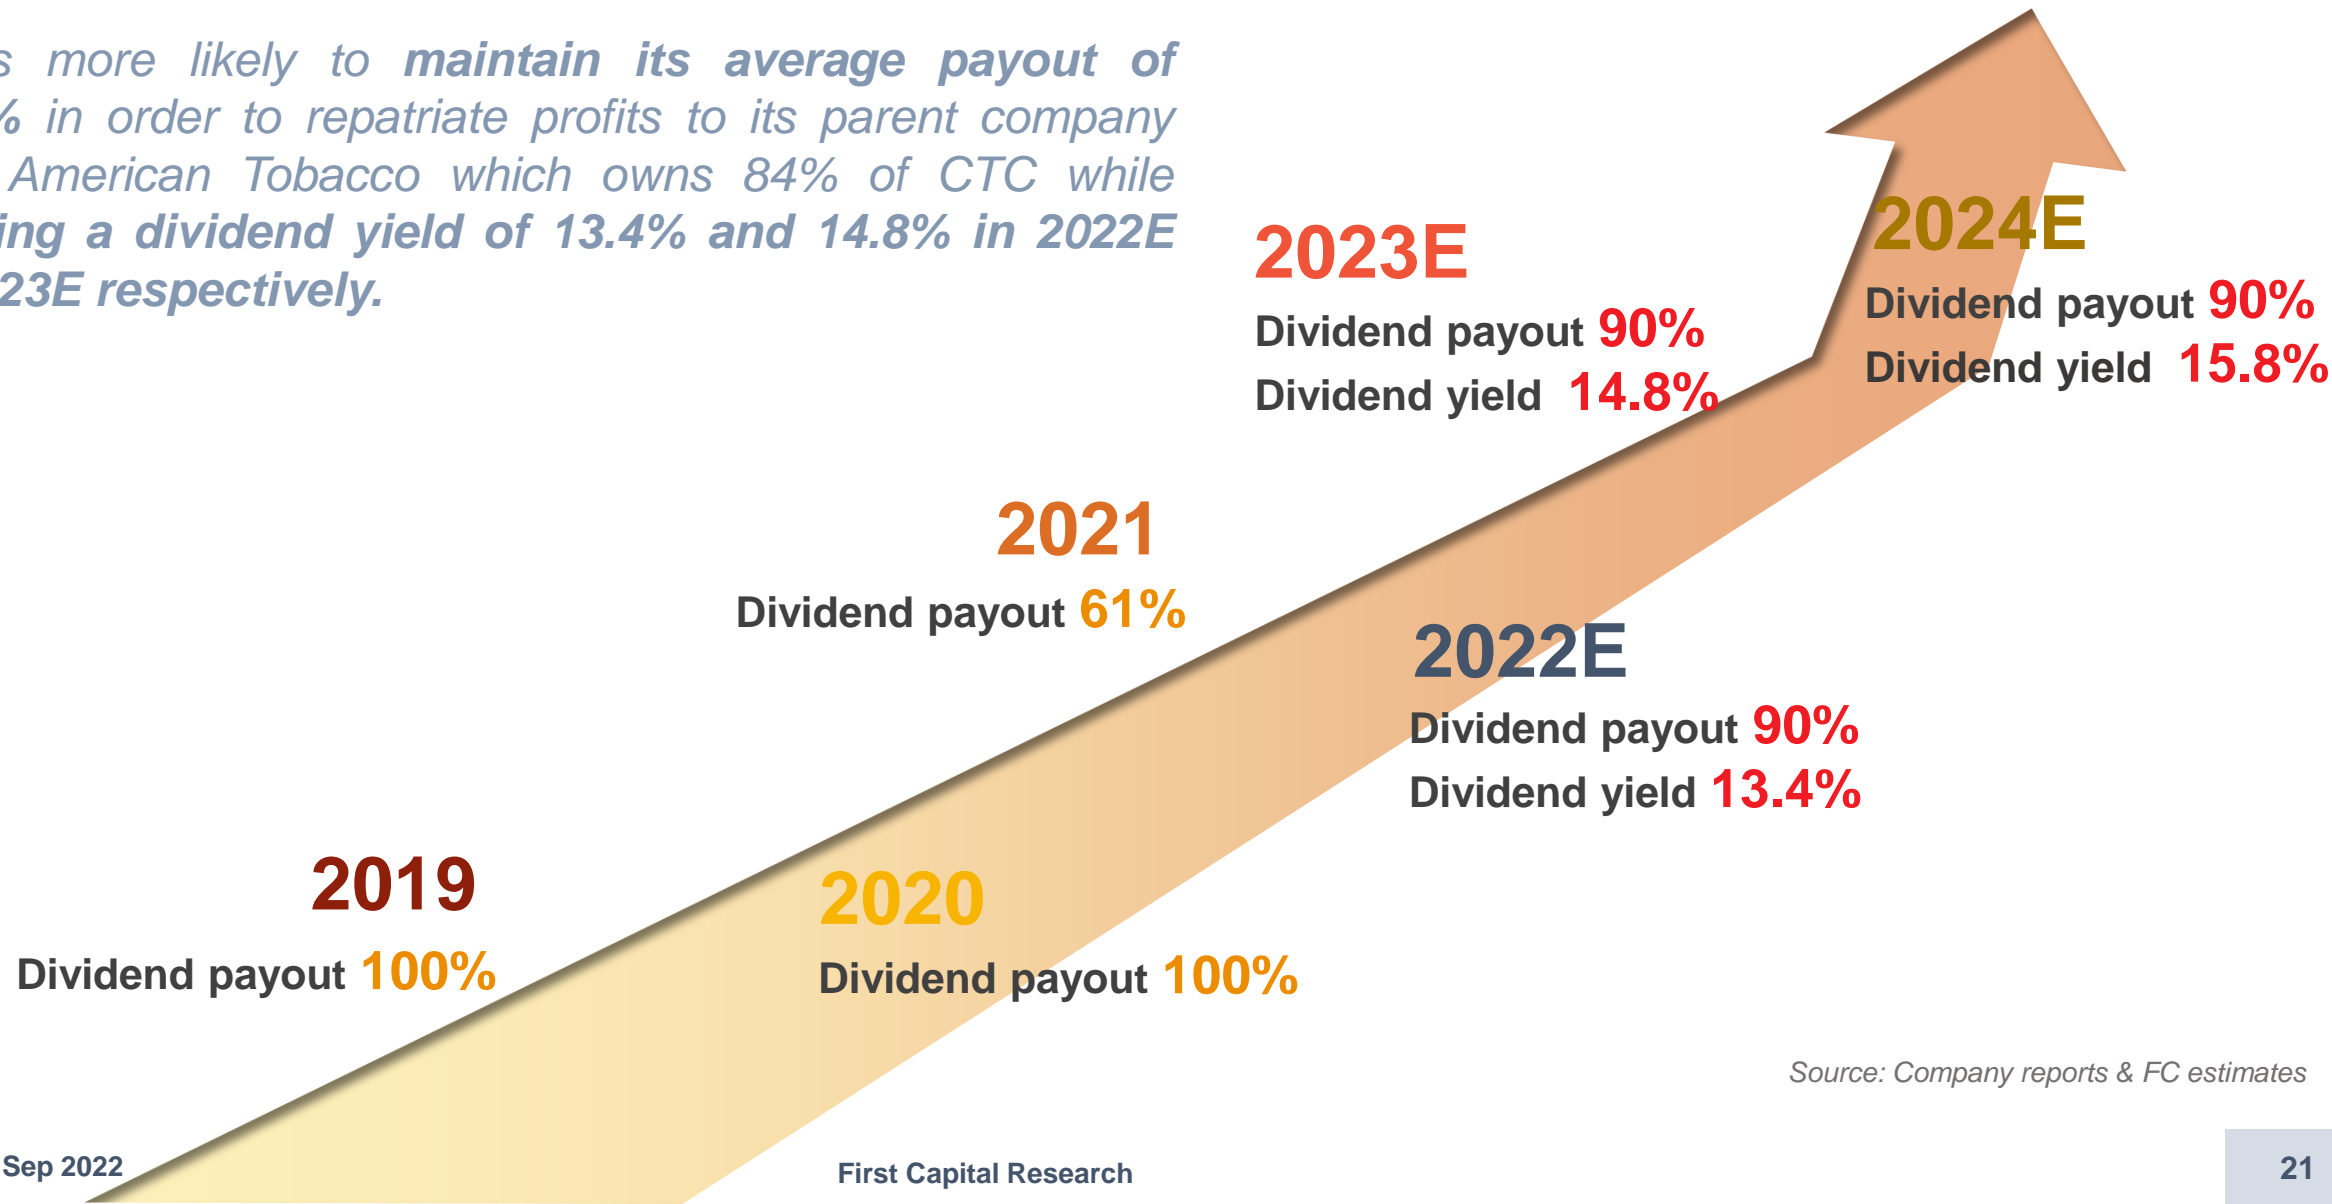 s more likely to maintain its average payout of
% in order to repatriate profits to its parent company
American Tobacco which owns 84% of CTC while
ing a dividend yield of 13.4% and 14.8% in 2022E
23E respectively.
2024E
Dividend payout 90%
Dividend yield 15.8%
2023E
Dividend payout 90%
Dividend yield 14.8%
2021
Dividend payout 61%
2022E
Dividend payout 90%
Dividend yield 13.4%
2019
Dividend payout 100%
2020
Dividend payout 100%
Source: Company reports & FC estimates
Sep 2022
First Capital Research
21